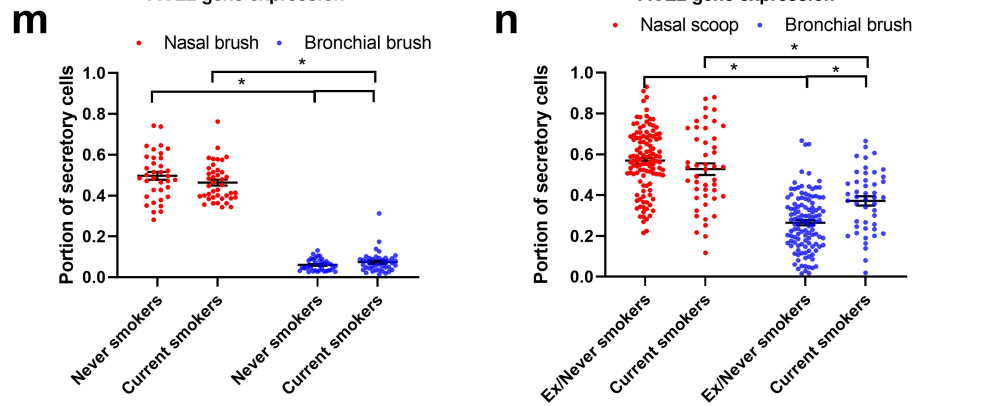 m
Nasal brush Bronchial brush
Portion of secretory cells
1.0
0.8
0.6
0.4
0.2
0.0
*
*
Never smokers
Current smokers
Never smokers
Current smokers
n
Nasal scoop Bronchial brush
Portion of secretory cells
1.0
0.8
0.6
0.4
0.2
0.0
*
*
*
Ex/Never smokers
Current smokers
Ex/Never smokers
Current smokers